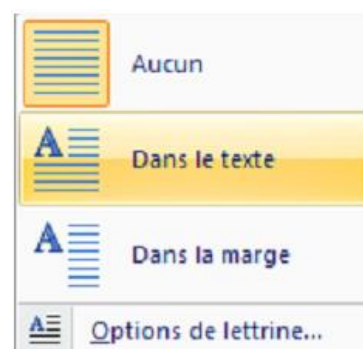 Aucun
Dans le texte
Dans la marge
Options de lettrine...